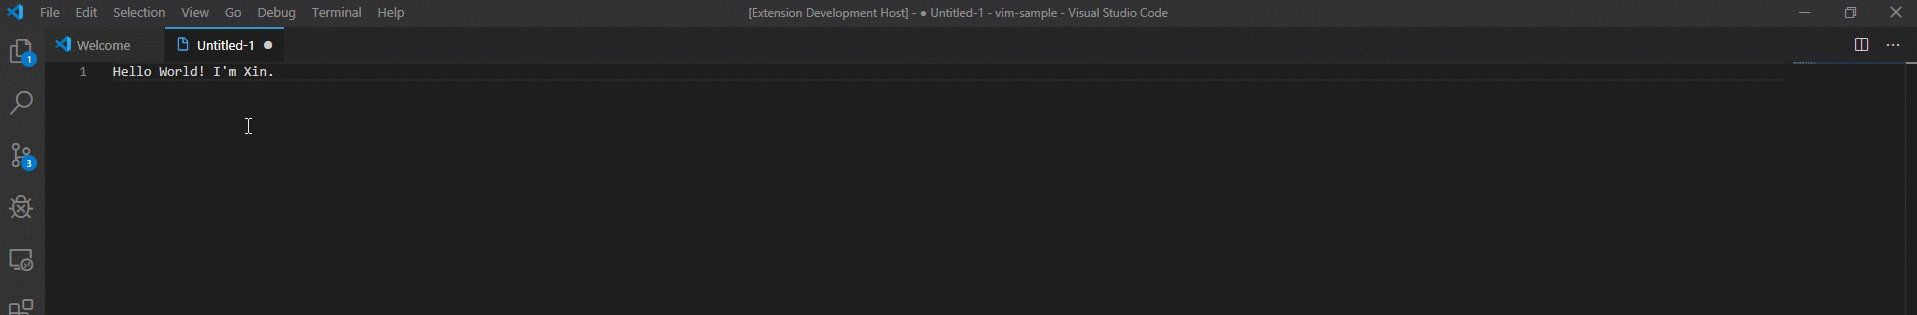 File Edit Selection View Go Debug Terminal Help [Extension Development Host] - ● Untitled-1 - vim-sample - Visual Studio Code
Welcome Untitled-1 ●
1 Hello World! I'm Xin.
1
3